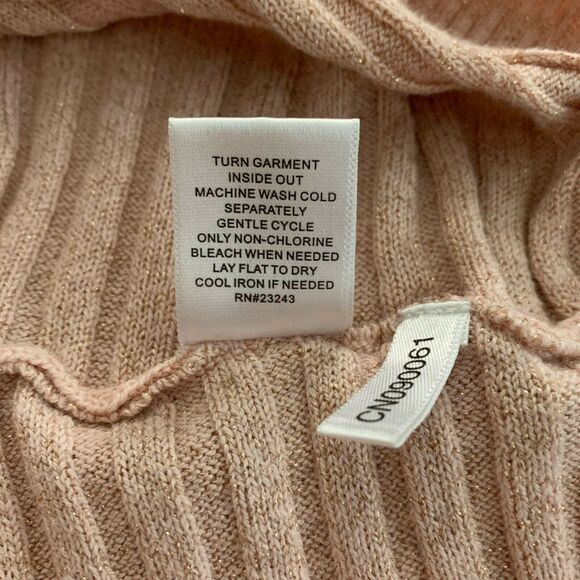 TURN GARMENT
INSIDE OUT
MACHINE WASH COLD
SEPARATELY
GENTLE CYCLE
ONLY NON-CHLORINE
BLEACH WHEN NEEDED
LAY FLAT TO DRY
COOL IRON IF NEEDED
RN#23243
CN090061